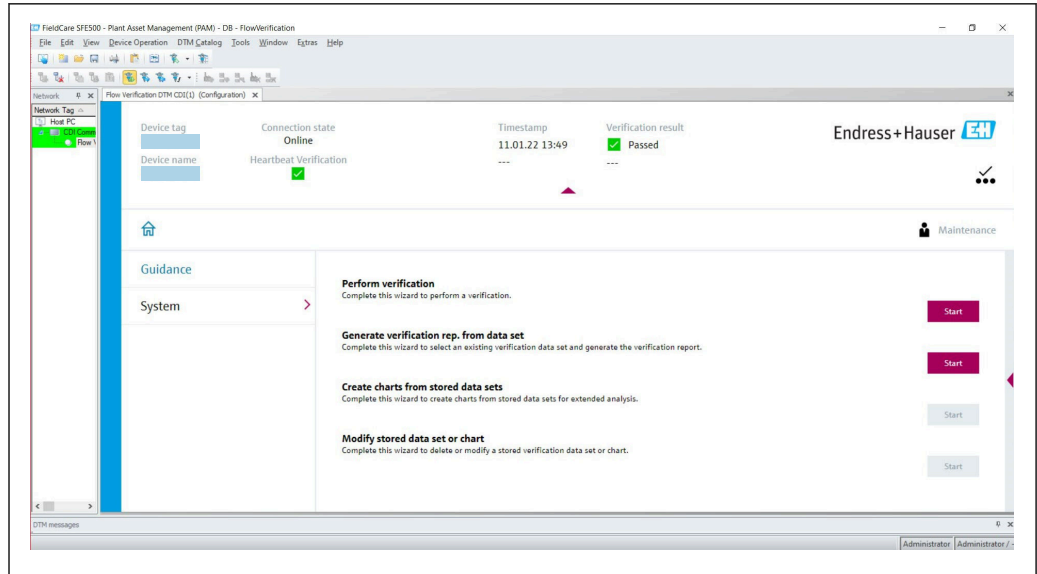 FieldCare SFE500 - Plant Asset Management (PAM) - DB - FlowVerification
File Edit View Device Operation DTM Catalog Tools Window Extras Help
Network
Flow Verification DTM CDI(1) (Configuration)
Network Tag
Host PC
CDI Comm
Flow V
Device tag
Connection state
Timestamp
Verification result
Online
11.01.22 13:49
Passed
Endress+Hauser EH
Device name
Heartbeat Verification
---
---
Maintenance
Guidance
System
Perform verification
Complete this wizard to perform a verification.
Start
Generate verification rep. from data set
Complete this wizard to select an existing verification data set and generate the verification report.
Start
Create charts from stored data sets
Complete this wizard to create charts from stored data sets for extended analysis.
Start
Modify stored data set or chart
Complete this wizard to delete or modify a stored verification data set or chart.
Start
DTM messages
Administrator Administrator / -